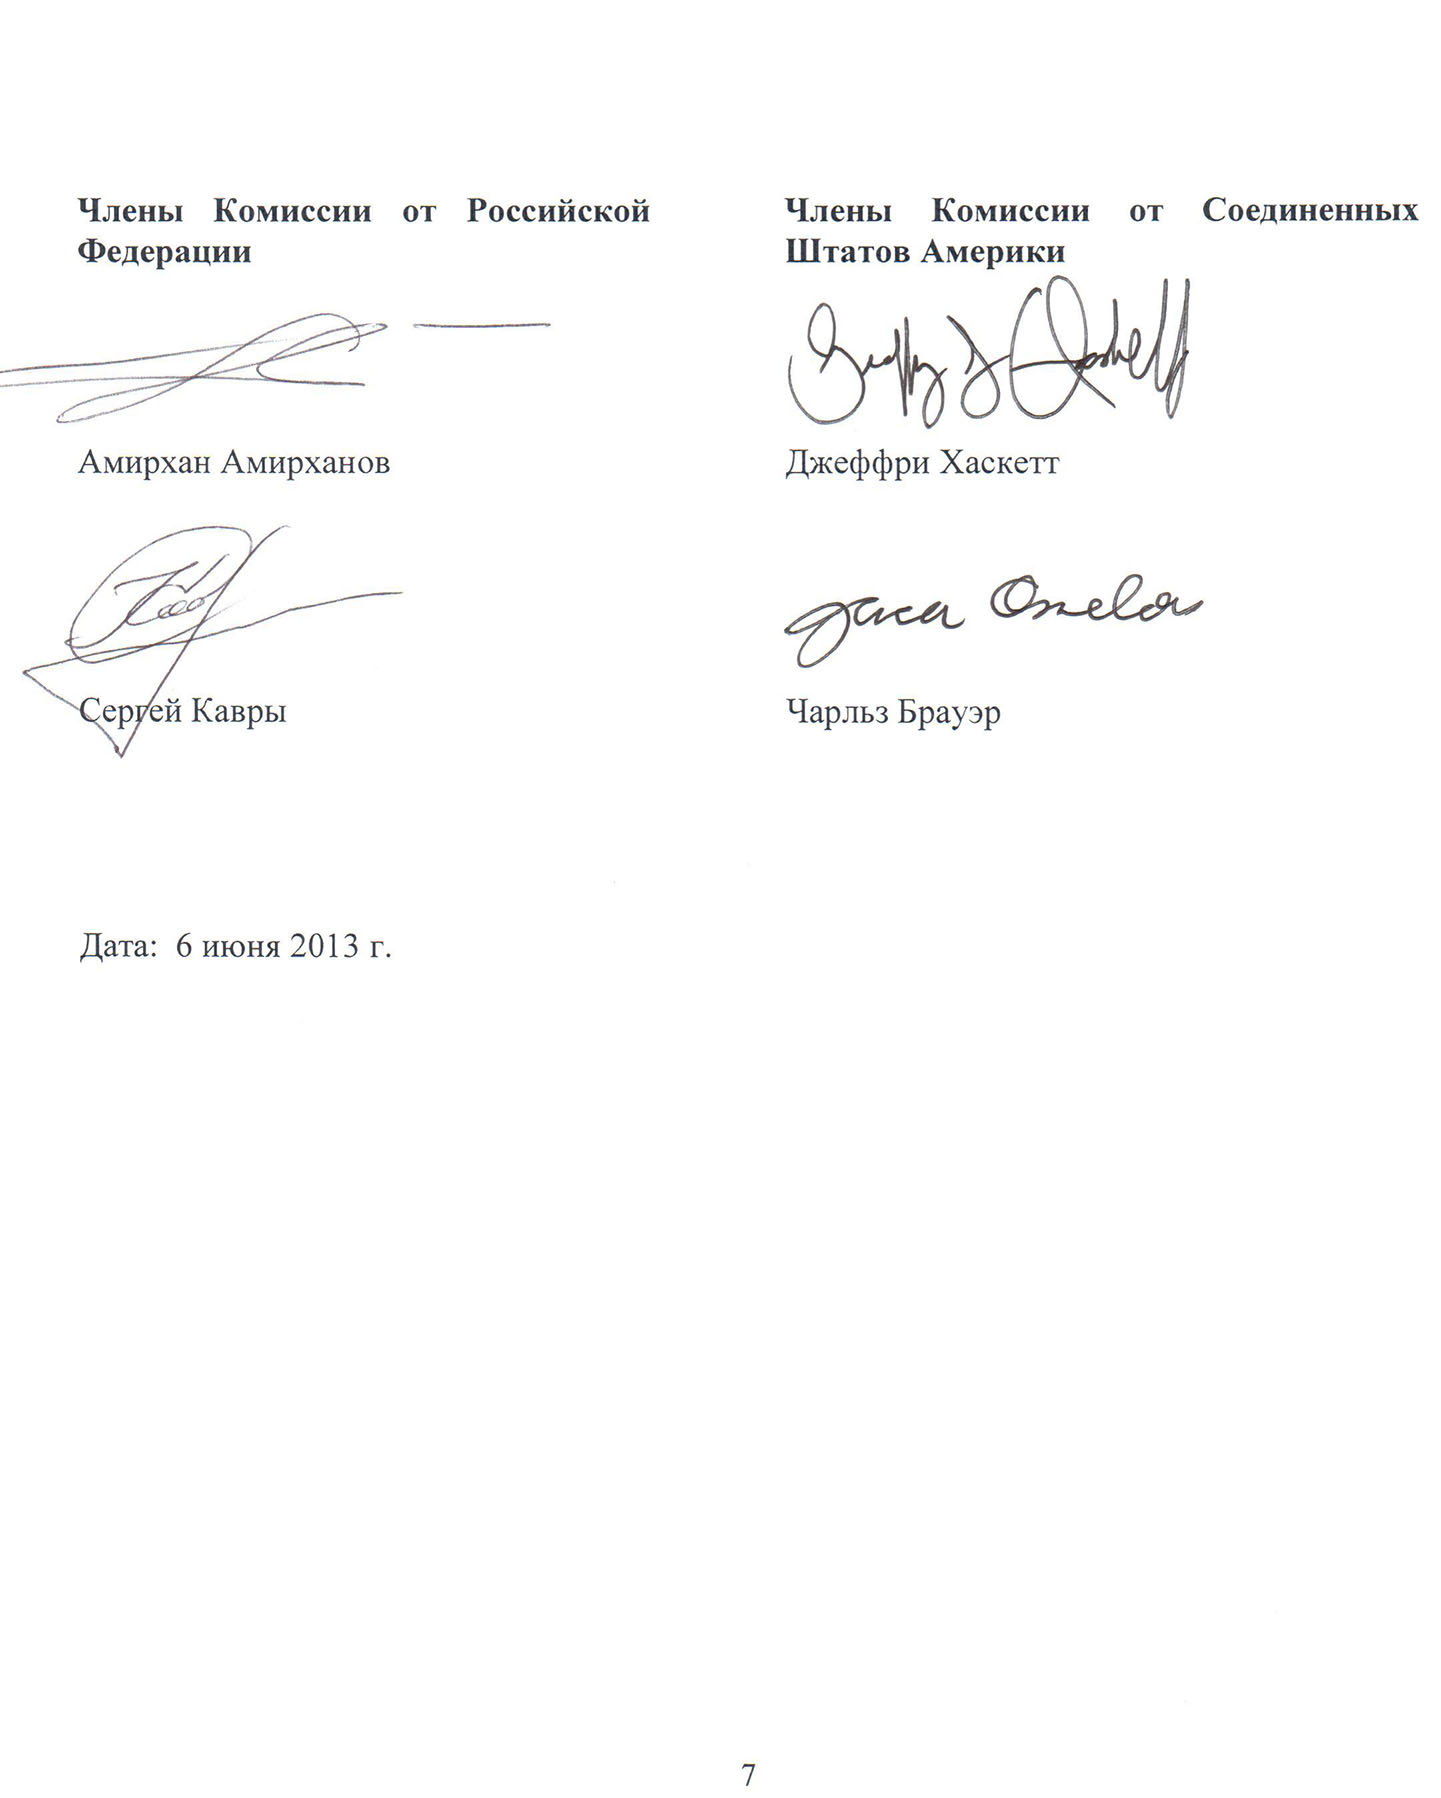 Члены Комиссии от Российской
Федерации
Амирхан Амирханов
Сергей Кавры
Члены Комиссии от Соединенных
Штатов Америки
Джеффри Хаскетт
Чарльз Брауэр
Дата: 6 июня 2013 г.
7